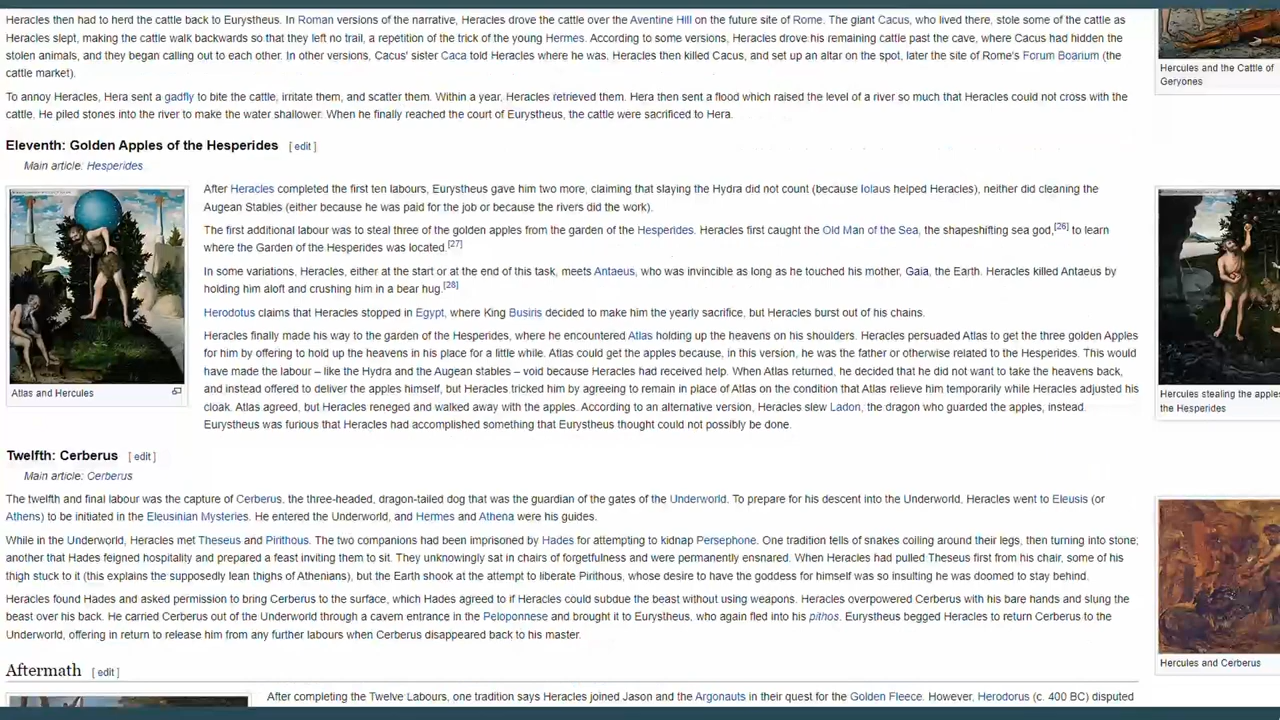 Heracles then had to herd the cattle back to Eurystheus. In Roman versions of the narrative, Heracles drove the cattle over the Aventine Hill on the future site of Rome. The giant Cacus, who lived there, stole some of the cattle as
Heracles slept, making the cattle walk backwards so that they left no trail, a repetition of the trick of the young Hermes. According to some versions, Heracles drove his remaining cattle past the cave, where Cacus had hidden the
stolen animals, and they began calling out to each other. In other versions, Cacus' sister Caca told Heracles where he was. Heracles then killed Cacus, and set up an altar on the spot, later the site of Rome's Forum Boarium (the
cattle market).
Hercules and the Cattle of
Geryones
To annoy Heracles, Hera sent a gadfly to bite the cattle, irritate them, and scatter them. Within a year, Heracles retrieved them. Hera then sent a flood which raised the level of a river so much that Heracles could not cross with the
cattle. He piled stones into the river to make the water shallower. When he finally reached the court of Eurystheus, the cattle were sacrificed to Hera.
Eleventh: Golden Apples of the Hesperides [ edit ]
Main article: Hesperides
After Heracles completed the first ten labours, Eurystheus gave him two more, claiming that slaying the Hydra did not count (because Iolaus helped Heracles), neither did cleaning the
Augean Stables (either because he was paid for the job or because the rivers did the work).
The first additional labour was to steal three of the golden apples from the garden of the Hesperides. Heracles first caught the Old Man of the Sea, the shapeshifting sea god,[26] to learn
where the Garden of the Hesperides was located.[27]
In some variations, Heracles, either at the start or at the end of this task, meets Antaeus, who was invincible as long as he touched his mother, Gaia, the Earth. Heracles killed Antaeus by
holding him aloft and crushing him in a bear hug.[28]
Herodotus claims that Heracles stopped in Egypt, where King Busiris decided to make him the yearly sacrifice, but Heracles burst out of his chains.
Heracles finally made his way to the garden of the Hesperides, where he encountered Atlas holding up the heavens on his shoulders. Heracles persuaded Atlas to get the three golden Apples
for him by offering to hold up the heavens in his place for a little while. Atlas could get the apples because, in this version, he was the father or otherwise related to the Hesperides. This would
have made the labour – like the Hydra and the Augean stables – void because Heracles had received help. When Atlas returned, he decided that he did not want to take the heavens back,
and instead offered to deliver the apples himself, but Heracles tricked him by agreeing to remain in place of Atlas on the condition that Atlas relieve him temporarily while Heracles adjusted his
cloak. Atlas agreed, but Heracles reneged and walked away with the apples. According to an alternative version, Heracles slew Ladon, the dragon who guarded the apples, instead.
Eurystheus was furious that Heracles had accomplished something that Eurystheus thought could not possibly be done.
Atlas and Hercules
Hercules stealing the apples
the Hesperides
Twelfth: Cerberus [ edit ]
Main article: Cerberus
The twelfth and final labour was the capture of Cerberus, the three-headed, dragon-tailed dog that was the guardian of the gates of the Underworld. To prepare for his descent into the Underworld, Heracles went to Eleusis (or
Athens) to be initiated in the Eleusinian Mysteries. He entered the Underworld, and Hermes and Athena were his guides.
While in the Underworld, Heracles met Theseus and Pirithous. The two companions had been imprisoned by Hades for attempting to kidnap Persephone. One tradition tells of snakes coiling around their legs, then turning into stone;
another that Hades feigned hospitality and prepared a feast inviting them to sit. They unknowingly sat in chairs of forgetfulness and were permanently ensnared. When Heracles had pulled Theseus first from his chair, some of his
thigh stuck to it (this explains the supposedly lean thighs of Athenians), but the Earth shook at the attempt to liberate Pirithous, whose desire to have the goddess for himself was so insulting he was doomed to stay behind.
Heracles found Hades and asked permission to bring Cerberus to the surface, which Hades agreed to if Heracles could subdue the beast without using weapons. Heracles overpowered Cerberus with his bare hands and slung the
beast over his back. He carried Cerberus out of the Underworld through a cavern entrance in the Peloponnese and brought it to Eurystheus, who again fled into his pithos. Eurystheus begged Heracles to return Cerberus to the
Underworld, offering in return to release him from any further labours when Cerberus disappeared back to his master.
Hercules and Cerberus
Aftermath [ edit ]
After completing the Twelve Labours, one tradition says Heracles joined Jason and the Argonauts in their quest for the Golden Fleece. However, Herodorus (c. 400 BC) disputed